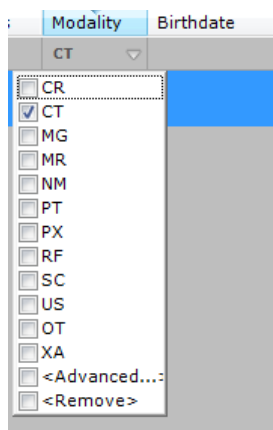 Modality Birthdate
CT
CR
CT
MG
MR
NM
PT
PX
RF
SC
US
OT
XA
<Advanced...>
<Remove>